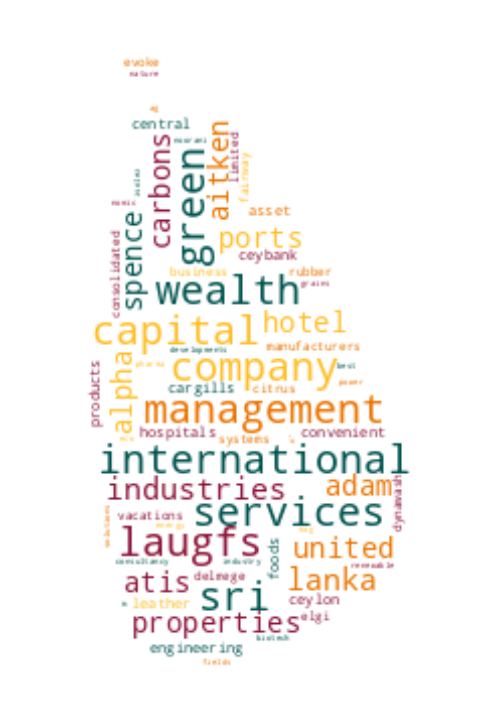 evoke
nature
central
aitken
limited
carbons
green
fairway
asset
spence
ports
ceybank
consolidated
business
rubber
grains
wealth
capital
hotel
manufacturers
developments
alpha
pharma
company
best
power
products
cargills
citrus
management
hospitals
systems
convenient
international
industries
adam
dynawash
services
vacations
energy
solutions
laugfs
united
foods
consultancy
industry
renewable
atis
delmege
lanka
sri
leather
ceylon
properties
elgi
biotech
engineering
fields